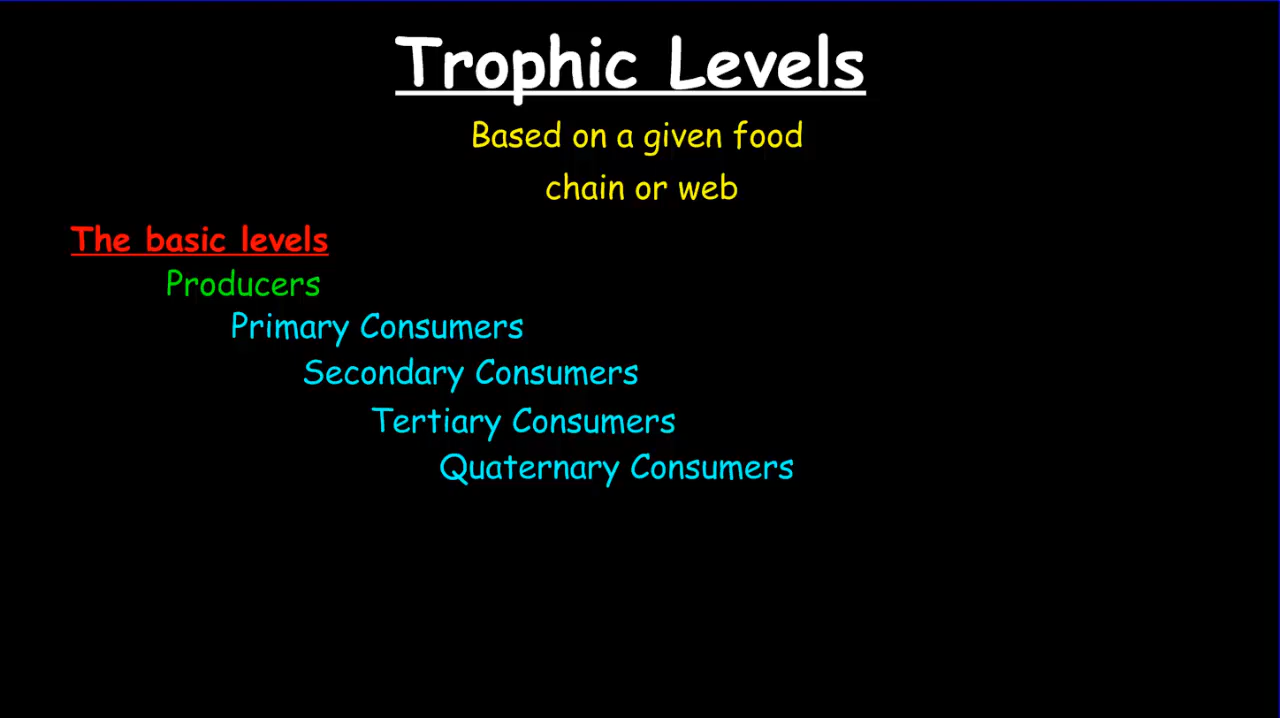 Trophic Levels
Based on a given food
chain or web
The basic levels
Producers
Primary Consumers
Secondary Consumers
Tertiary Consumers
Quaternary Consumers